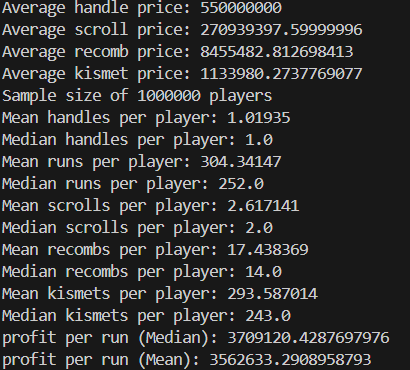 Average handle price: 550000000
Average scroll price: 270939397.59999996
Average recomb price: 8455482.812698413
Average kismet price: 1133980.2737769077
Sample size of 1000000 players
Mean handles per player: 1.01935
Median handles per player: 1.0
Mean runs per player: 304.34147
Median runs per player: 252.0
Mean scrolls per player: 2.617141
Median scrolls per player: 2.0
Mean recombs per player: 17.438369
Median recombs per player: 14.0
Mean kismets per player: 293.587014
Median kismets per player: 243.0
profit per run (Median): 3709120.4287697976
profit per run (Mean): 3562633.2908958793